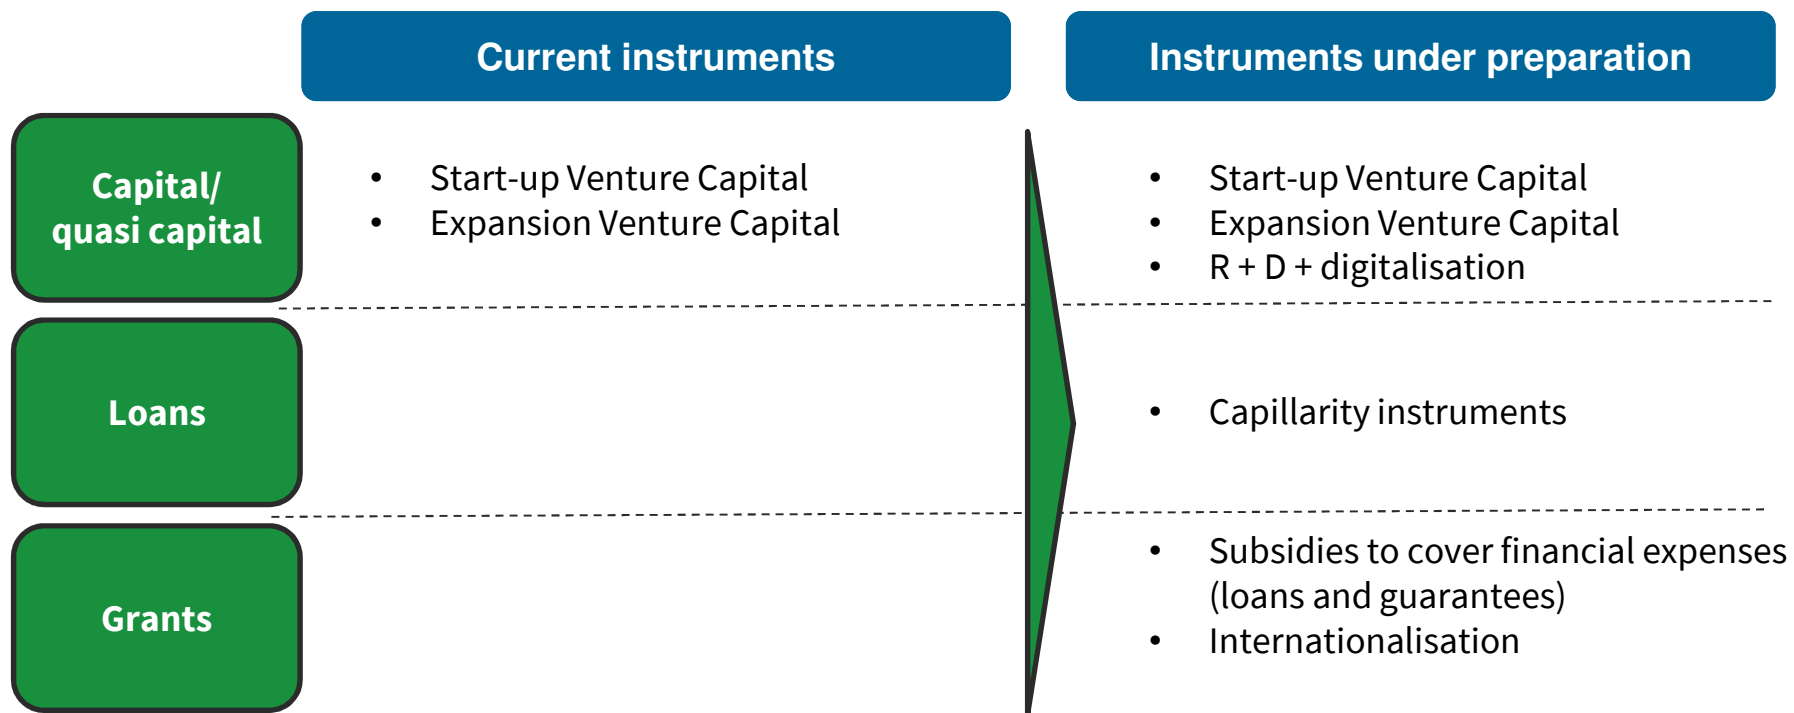 Current instruments
Instruments under preparation
Capital/
quasi capital
• Start-up Venture Capital
• Expansion Venture Capital
• Start-up Venture Capital
• Expansion Venture Capital
• R + D + digitalisation
Loans
• Capillarity instruments
Grants
• Subsidies to cover financial expenses
(loans and guarantees)
• Internationalisation